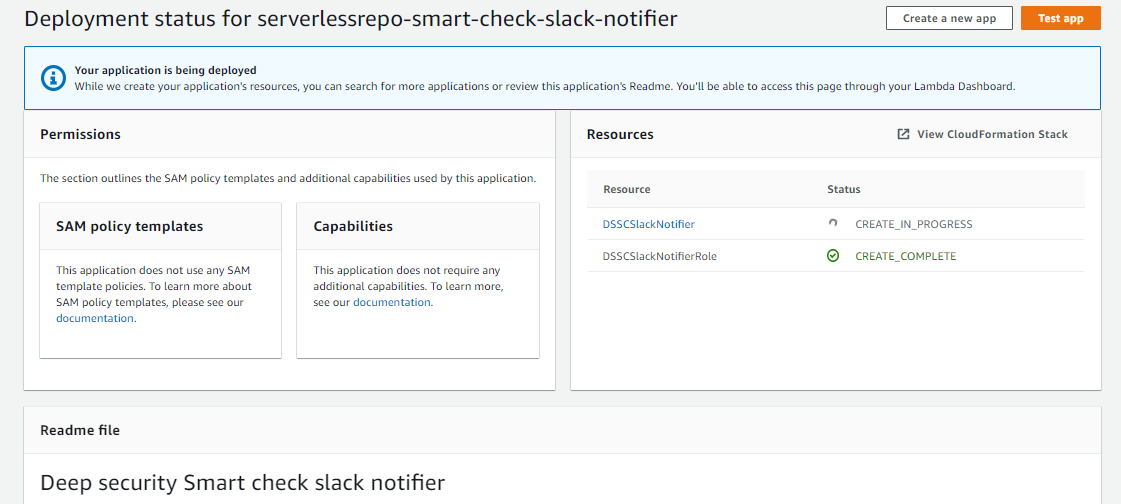 Deployment status for serverlessrepo-smart-check-slack-notifier
Create a new app
Test app
Your application is being deployed
While we create your application's resources, you can search for more applications or review this application's Readme. You'll be able to access this page through your Lambda Dashboard.
Permissions
The section outlines the SAM policy templates and additional capabilities used by this application.
SAM policy templates
This application does not use any SAM
template policies. To learn more about
SAM policy templates, please see our
documentation.
Capabilities
This application does not require any
additional capabilities. To learn more,
see our documentation.
Resources
View CloudFormation Stack
Resource Status
DSSCSlackNotifier CREATE_IN_PROGRESS
DSSCSlackNotifierRole CREATE_COMPLETE
Readme file
Deep security Smart check slack notifier